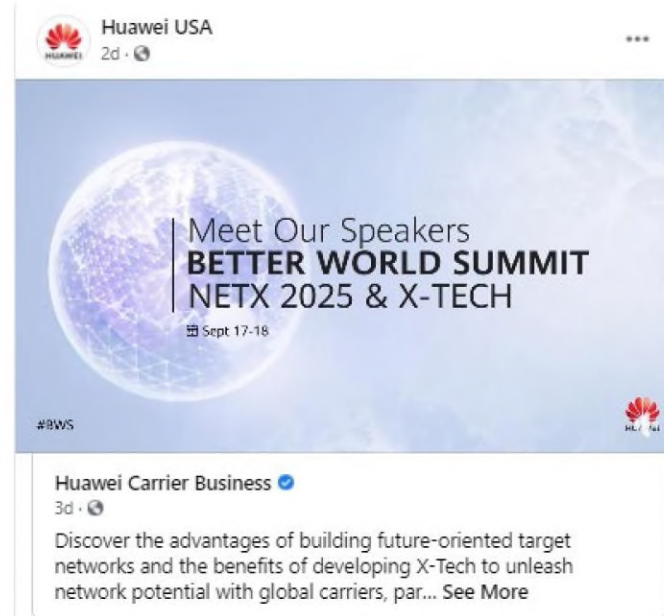 Huawei USA
HUAWEI
2d ·
Meet Our Speakers
BETTER WORLD SUMMIT
NETX 2025 & X-TECH
Sept 17-18
#BWS
Huawei Carrier Business
3d ·
Discover the advantages of building future-oriented target
networks and the benefits of developing X-Tech to unleash
network potential with global carriers, par... See More